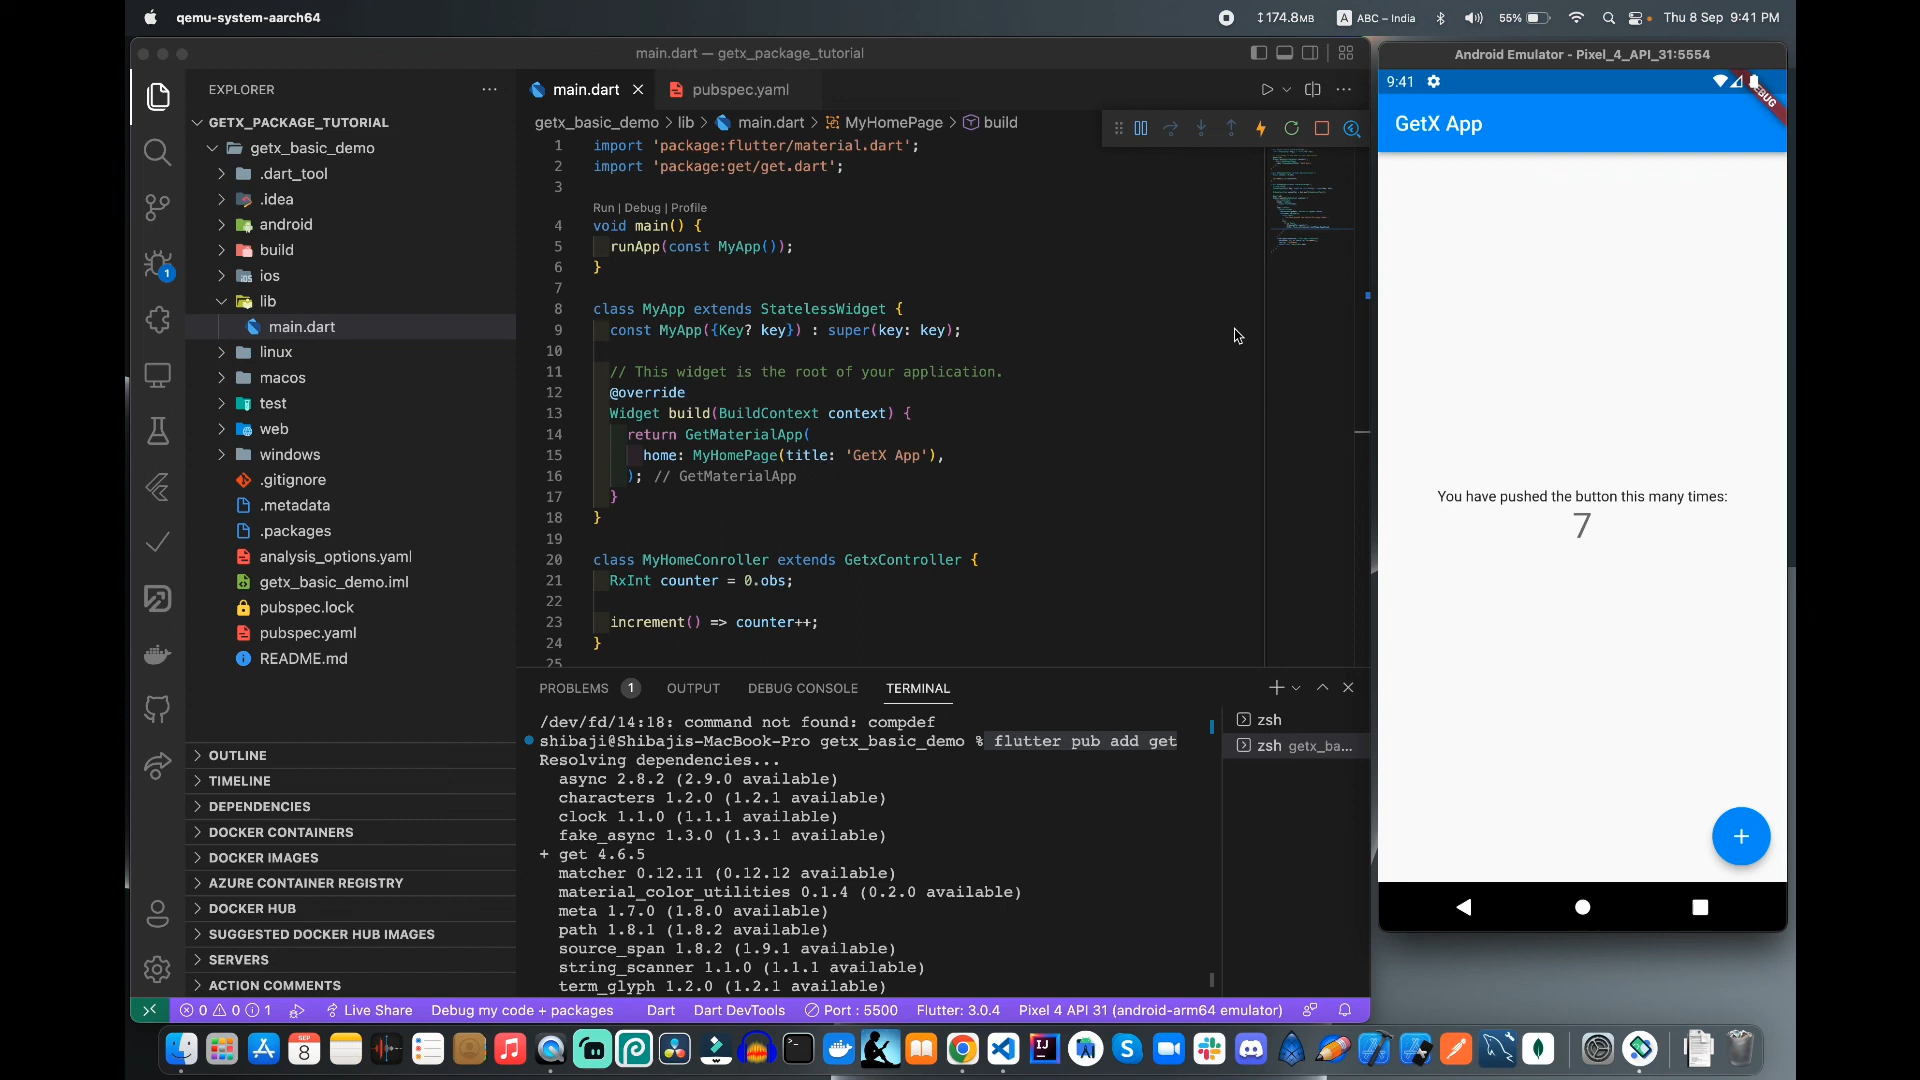 qemu-system-aarch64
↕174.8MB
A ABC – India
55%
Thu 8 Sep 9:41 PM
main.dart — getx_package_tutorial
EXPLORER
GETX_PACKAGE_TUTORIAL
getx_basic_demo
.dart_tool
.idea
android
build
ios
lib
main.dart
linux
macos
test
web
windows
.gitignore
.metadata
.packages
analysis_options.yaml
getx_basic_demo.iml
pubspec.lock
pubspec.yaml
README.md
OUTLINE
TIMELINE
DEPENDENCIES
DOCKER CONTAINERS
DOCKER IMAGES
AZURE CONTAINER REGISTRY
DOCKER HUB
SUGGESTED DOCKER HUB IMAGES
SERVERS
ACTION COMMENTS
1
main.dart
pubspec.yaml
getx_basic_demo > lib > main.dart > MyHomePage > build
1 import 'package:flutter/material.dart';
2 import 'package:get/get.dart';
3
Run | Debug | Profile
4 void main() {
5 runApp(const MyApp());
6 }
7
8 class MyApp extends StatelessWidget {
9 const MyApp({Key? key}) : super(key: key);
10
11 // This widget is the root of your application.
12 @override
13 Widget build(BuildContext context) {
14 return GetMaterialApp(
15 home: MyHomePage(title: 'GetX App'),
16 ); // GetMaterialApp
17 }
18 }
19
20 class MyHomeConroller extends GetxController {
21 RxInt counter = 0.obs;
22
23 increment() => counter++;
24 }
25
PROBLEMS 1 OUTPUT DEBUG CONSOLE TERMINAL
/dev/fd/14:18: command not found: compdef
shibaji@Shibajis-MacBook-Pro getx_basic_demo % flutter pub add get
Resolving dependencies...
async 2.8.2 (2.9.0 available)
characters 1.2.0 (1.2.1 available)
clock 1.1.0 (1.1.1 available)
fake_async 1.3.0 (1.3.1 available)
+ get 4.6.5
matcher 0.12.11 (0.12.12 available)
material_color_utilities 0.1.4 (0.2.0 available)
meta 1.7.0 (1.8.0 available)
path 1.8.1 (1.8.2 available)
source_span 1.8.2 (1.9.1 available)
string_scanner 1.1.0 (1.1.1 available)
term_glyph 1.2.0 (1.2.1 available)
zsh
zsh getx_ba...
0 0 1 Live Share Debug my code + packages Dart Dart DevTools Port : 5500 Flutter: 3.0.4 Pixel 4 API 31 (android-arm64 emulator)
Android Emulator - Pixel_4_API_31:5554
9:41
GetX App
You have pushed the button this many times:
7
+
SEP
8